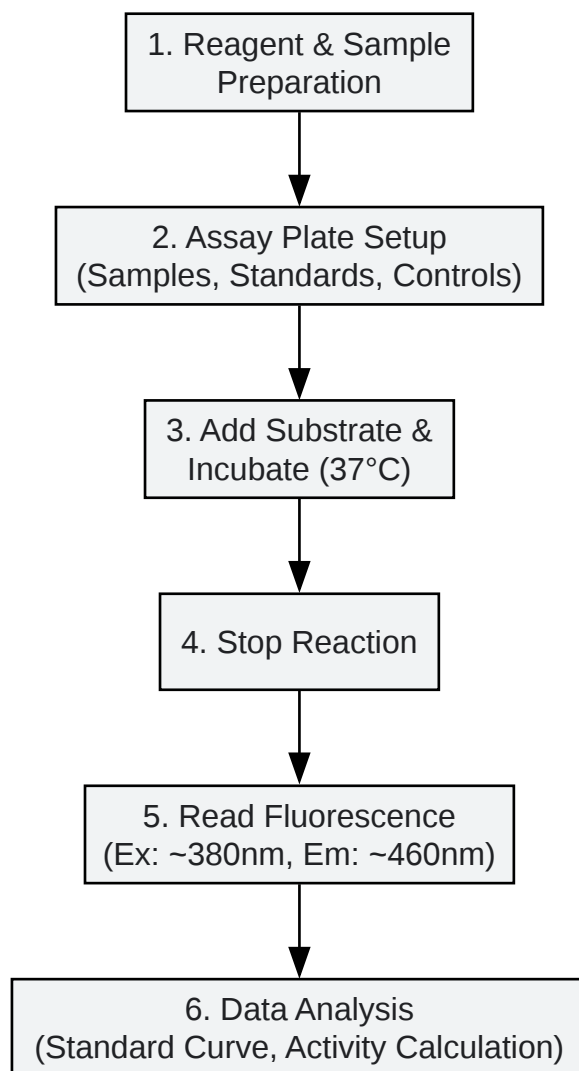 1. Reagent & Sample
Preparation
2. Assay Plate Setup
(Samples, Standards, Controls)
3. Add Substrate &
Incubate (37°C)
4. Stop Reaction
5. Read Fluorescence
(Ex: ~380nm, Em: ~460nm)
6. Data Analysis
(Standard Curve, Activity Calculation)